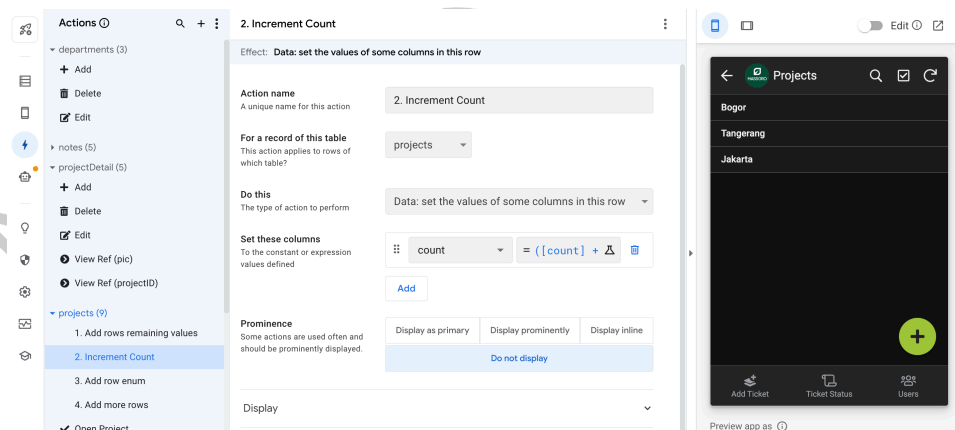 Actions
departments (3)
Add
Delete
Edit
notes (5)
projectDetail (5)
Add
Delete
Edit
View Ref (pic)
View Ref (projectID)
projects (9)
1. Add rows remaining values
2. Increment Count
3. Add row enum
4. Add more rows
Open Project
2. Increment Count
Effect: Data: set the values of some columns in this row
Action name
A unique name for this action
2. Increment Count
For a record of this table
This action applies to rows of
which table?
projects
Do this
The type of action to perform
Data: set the values of some columns in this row
Set these columns
To the constant or expression
values defined
count
= ([count] +
Add
Prominence
Some actions are used often and
should be prominently displayed.
Display as primary
Display prominently
Display inline
Do not display
Display
Edit
Projects
Bogor
Tangerang
Jakarta
Add Ticket
Ticket Status
Users
Preview app as